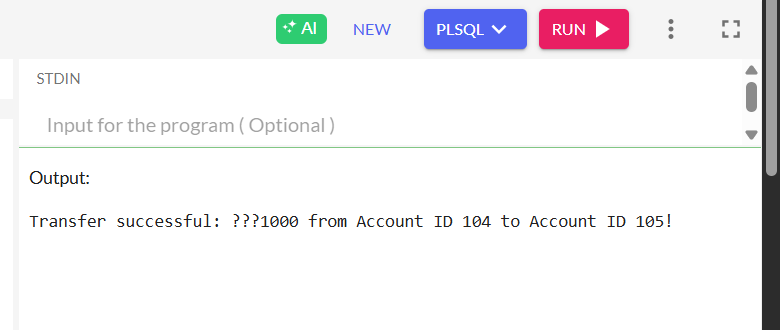 AI NEW PLSQL RUN
STDIN
Input for the program ( Optional )
Output:
Transfer successful: ???1000 from Account ID 104 to Account ID 105!